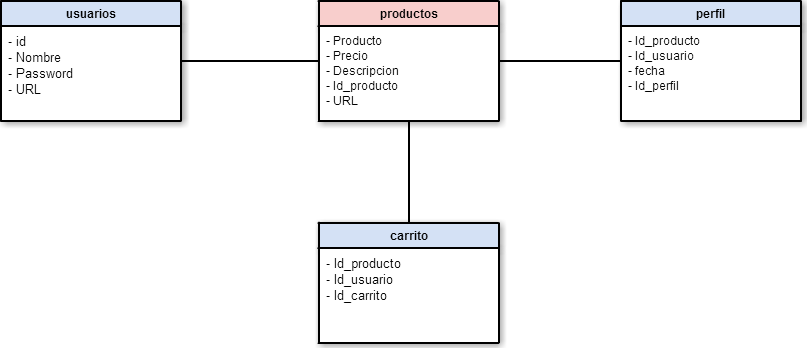 usuarios
- id
- Nombre
- Password
- URL
productos
- Producto
- Precio
- Descripcion
- Id_producto
- URL
perfil
- Id_producto
- Id_usuario
- fecha
- Id_perfil
carrito
- Id_producto
- Id_usuario
- Id_carrito